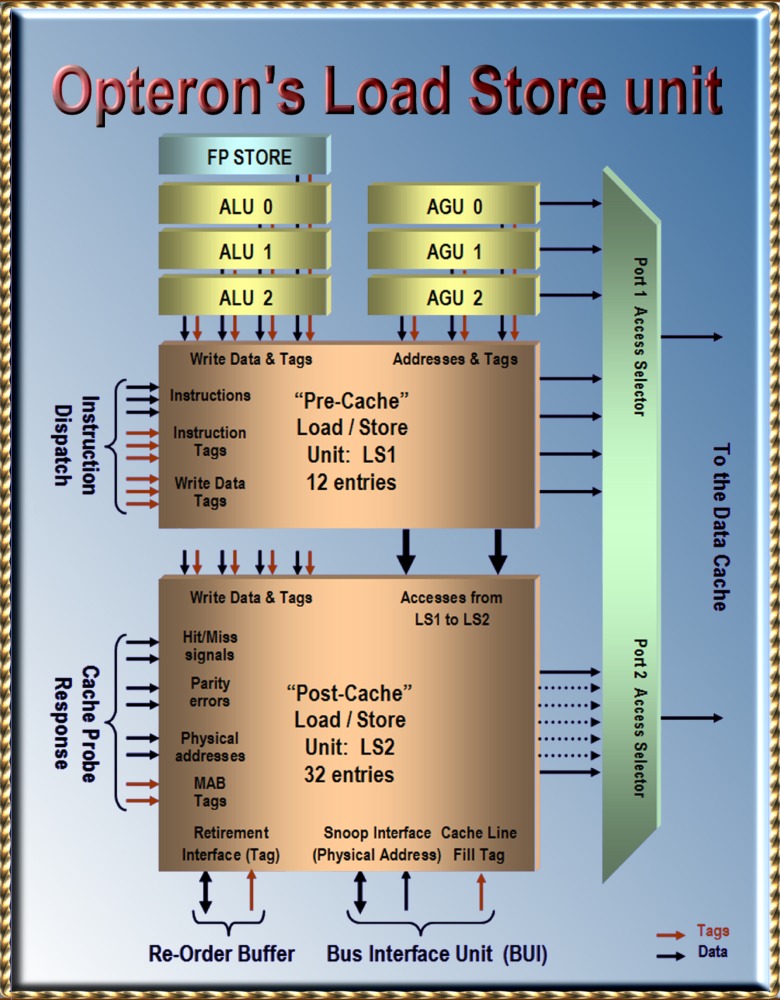 Opteron's Load Store unit
FP STORE
ALU 0
ALU 1
ALU 2
AGU 0
AGU 1
AGU 2
Write Data & Tags
Addresses & Tags
Instruction
Dispatch
Instructions
Instruction
Tags
Write Data
Tags
“Pre-Cache”
Load / Store
Unit: LS1
12 entries
Port 1 Access Selector
To the Data Cache
Write Data & Tags
Accesses from
LS1 to LS2
Cache Probe
Response
Hit/Miss
signals
Parity
errors
Physical
addresses
MAB
Tags
“Post-Cache”
Load / Store
Unit: LS2
32 entries
Port 2 Access Selector
Retirement
Interface (Tag)
Snoop Interface
(Physical Address)
Cache Line
Fill Tag
Re-Order Buffer
Bus Interface Unit (BUI)
Tags
Data